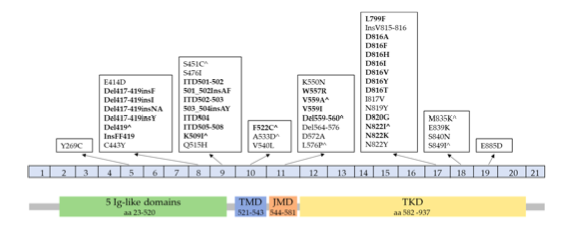 Y269C
E414D
Del417-419insF
Del417-419insI
Del417-419insNA
Del417-419intY
Del419^
InsFF419
C443Y
S451C^
S476I
ITD501-502
501_502InsAF
ITD502-503
503_504insAY
ITD504
ITD505-508
K509I^
Q515H
F522C^
A533D^
V540L
K550N
W557R
V559A^
V559I
Del559-560^
Del564-576
D572A
L576P^
L799F
InsV815-816
D816A
D816F
D816H
D816I
D816V
D816Y
D816T
I817V
N819Y
D820G
N822I^
N822K
N822Y
M835K^
E839K
S840N
S849I^
E885D
1 2 3 4 5 6 7 8 9 10 11 12 13 14 15 16 17 18 19 20 21
5 Ig-like domains
aa 23-520
TMD
521-543
JMD
544-581
TKD
aa 582 -937